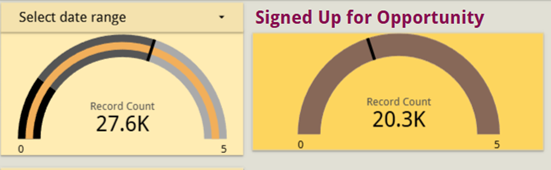 Select date range
Signed Up for Opportunity
Record Count
27.6K
0 5
Record Count
20.3K
0 5